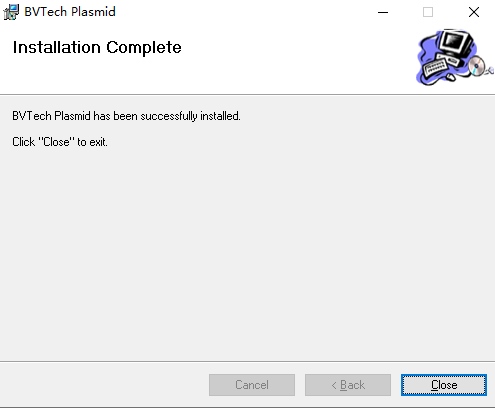 BVTech Plasmid
Installation Complete
BVTech Plasmid has been successfully installed.
Click "Close" to exit.
Cancel
< Back
Close